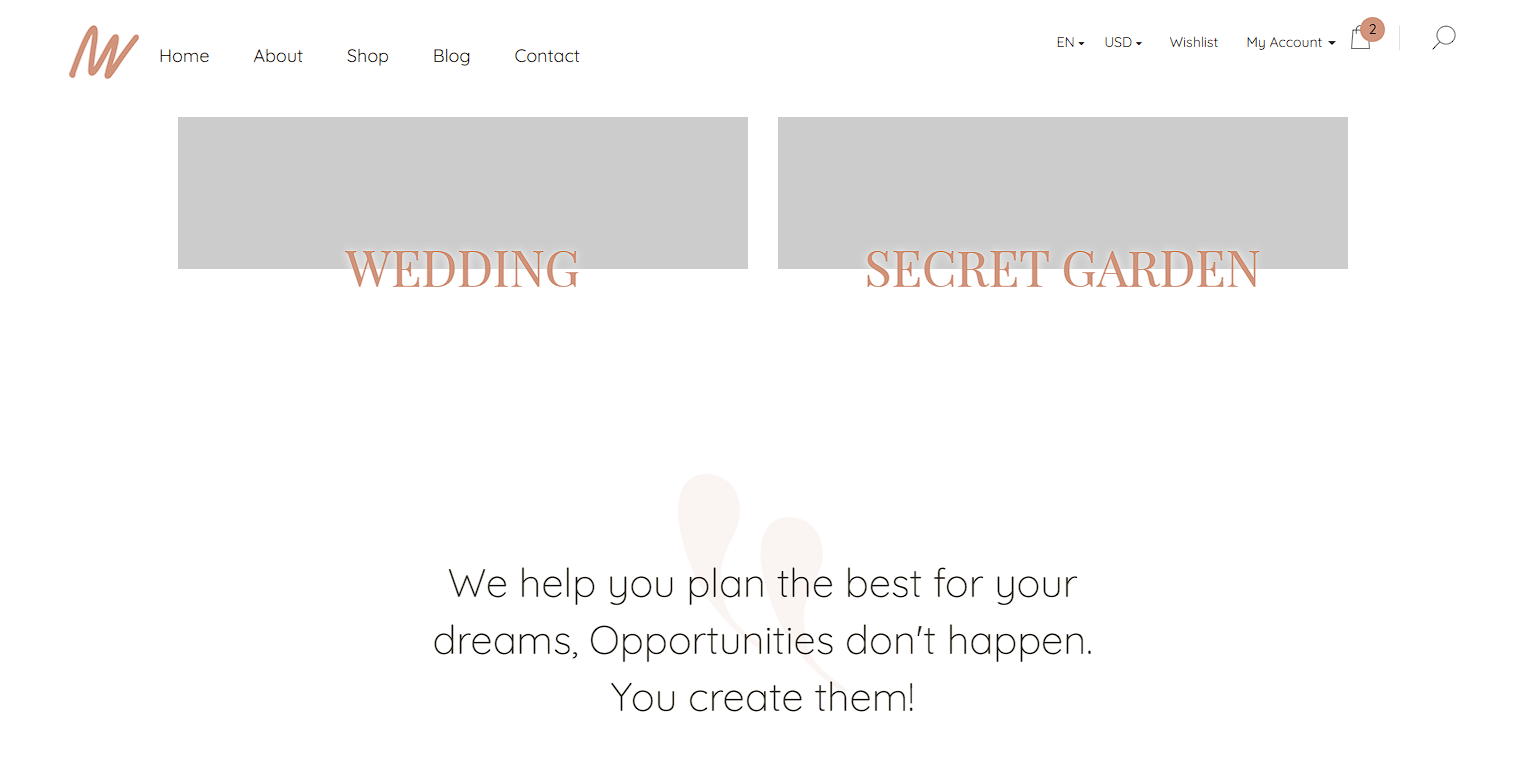 Home About Shop Blog Contact EN USD Wishlist My Account 2
WEDDING SECRET GARDEN
We help you plan the best for your
dreams, Opportunities don't happen.
You create them!